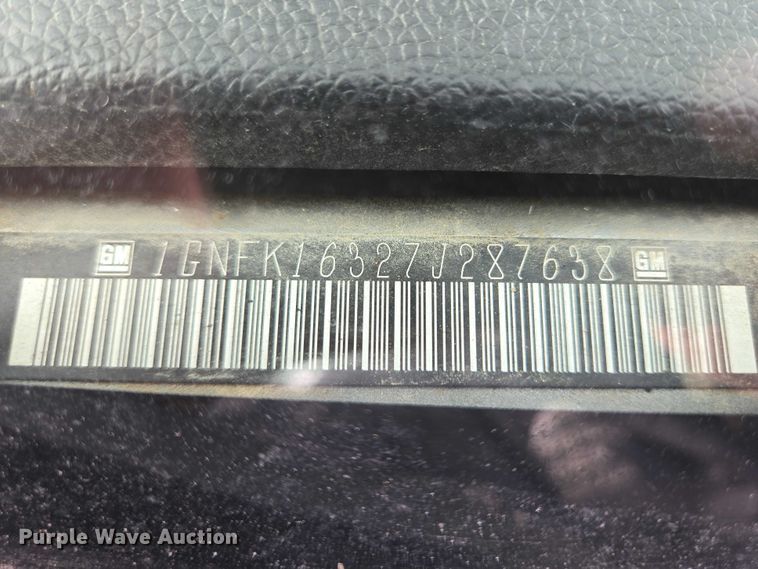 GM 1GNFK16327J287638 GM
Purple Wave Auction